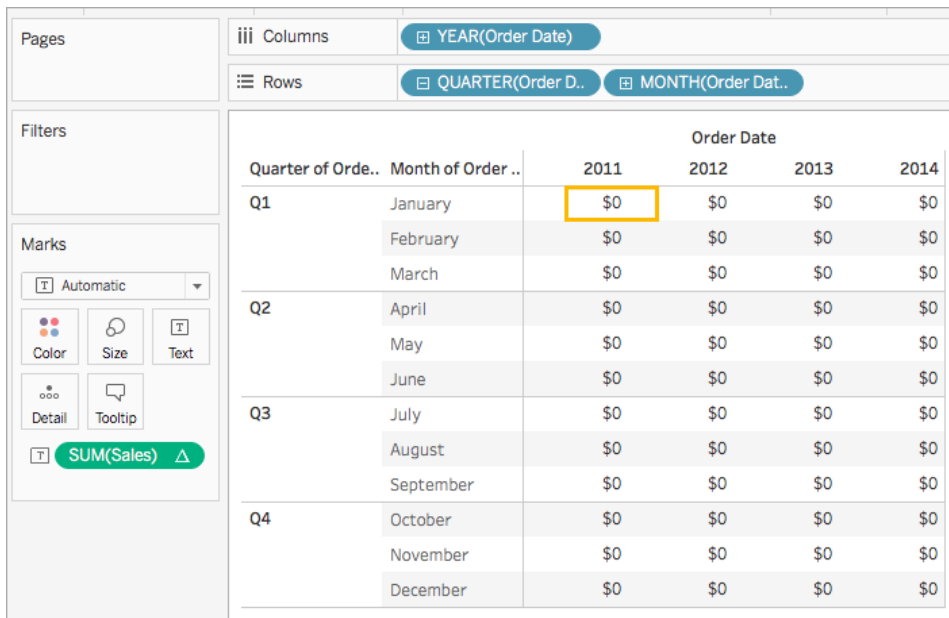 Pages
iii Columns
YEAR(Order Date)
Rows
QUARTER(Order D.. MONTH(Order Dat..
Filters
Order Date
Quarter of Orde.. Month of Order .. 2011 2012 2013 2014
Q1 January $0 $0 $0 $0
February $0 $0 $0 $0
March $0 $0 $0 $0
Q2 April $0 $0 $0 $0
May $0 $0 $0 $0
June $0 $0 $0 $0
Q3 July $0 $0 $0 $0
August $0 $0 $0 $0
September $0 $0 $0 $0
Q4 October $0 $0 $0 $0
November $0 $0 $0 $0
December $0 $0 $0 $0
Marks
T Automatic
Color Size T Text
Detail Tooltip
T SUM(Sales) △